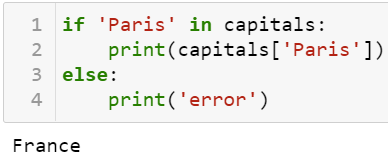 1 if 'Paris' in capitals:
2     print(capitals['Paris'])
3 else:
4     print('error')
France